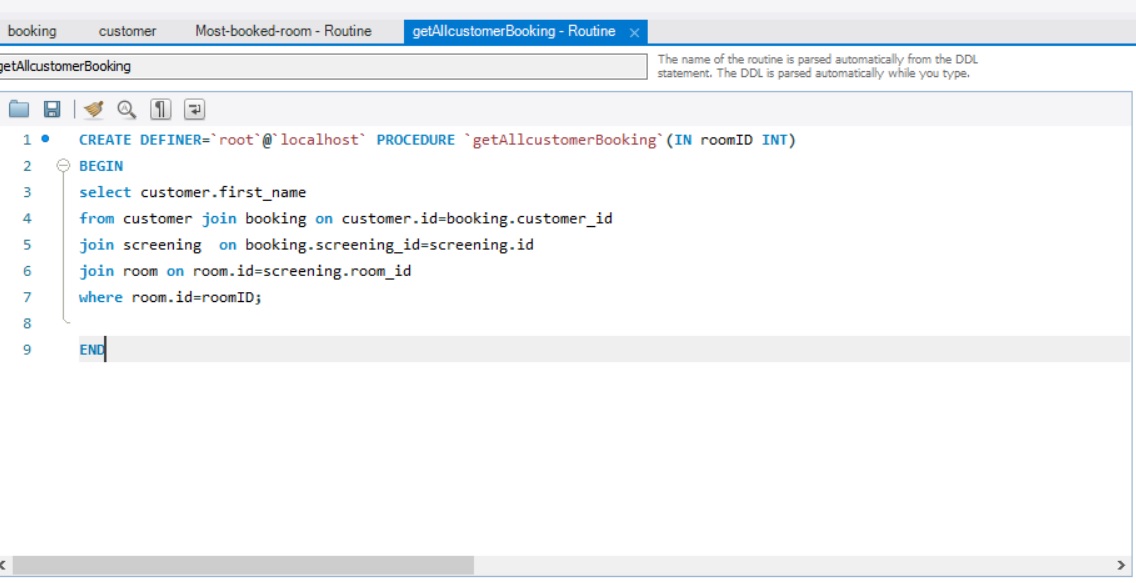 booking customer Most-booked-room - Routine getAllcustomerBooking - Routine ×
getAllcustomerBooking
The name of the routine is parsed automatically from the DDL
statement. The DDL is parsed automatically while you type.
1 CREATE DEFINER=`root`@`localhost` PROCEDURE `getAllcustomerBooking`(IN roomID INT)
2 BEGIN
3 select customer.first_name
4 from customer join booking on customer.id=booking.customer_id
5 join screening  on booking.screening_id=screening.id
6 join room on room.id=screening.room_id
7 where room.id=roomID;
8
9 END